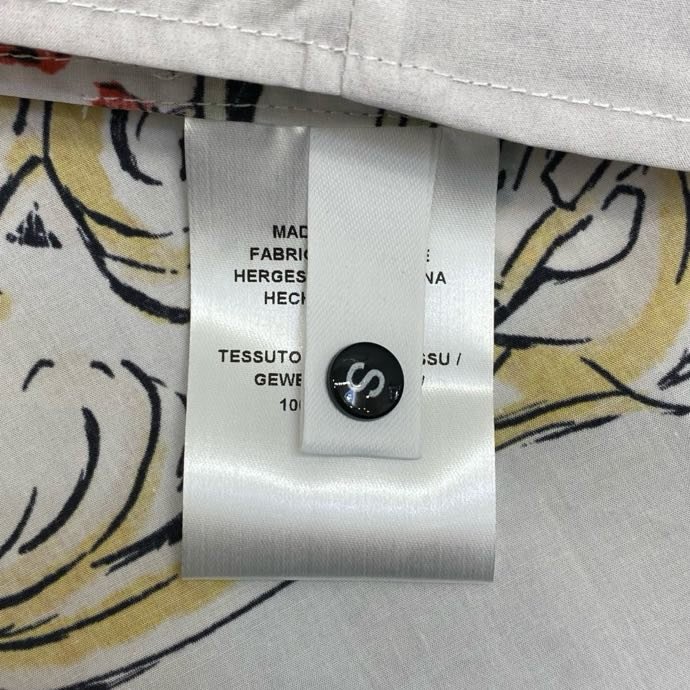 MAD
FABRIC E
HERGES NA
HECH
TESSUTO SSU /
GEWE
10
S